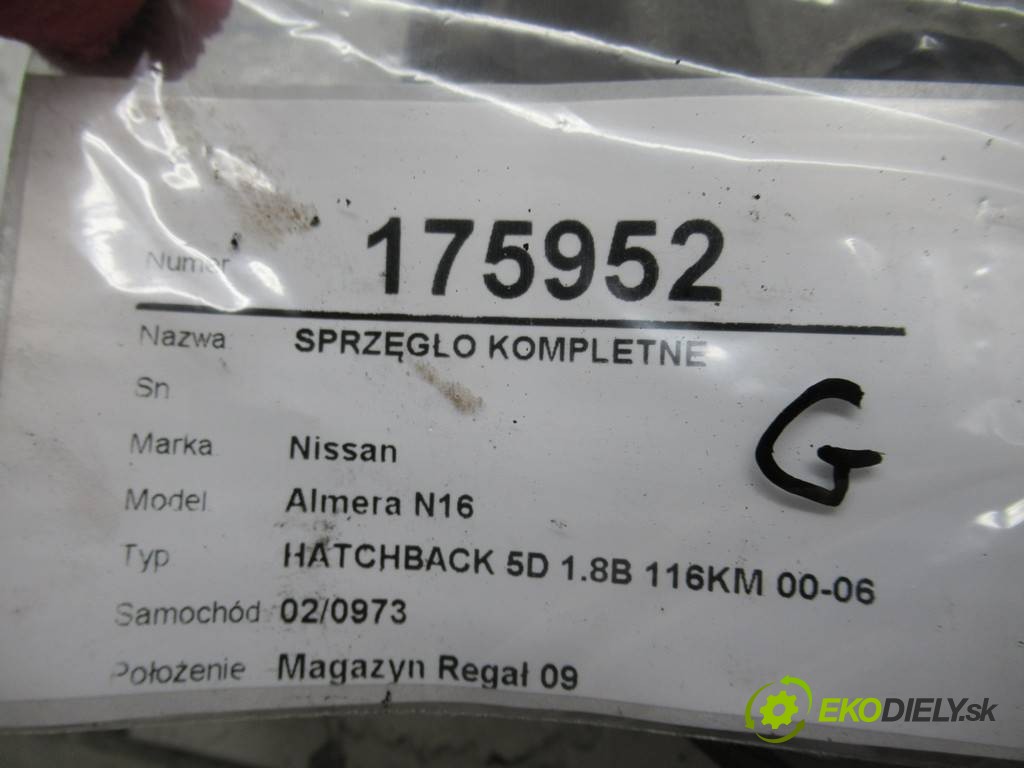 Numer 175952
Nazwa SPRZĘGŁO KOMPLETNE
Sn
Marka Nissan
G
Model Almera N16
Typ HATCHBACK 5D 1.8B 116KM 00-06
Samochód 02/0973
Położenie Magazyn Regał 09
EKODIELY.sk